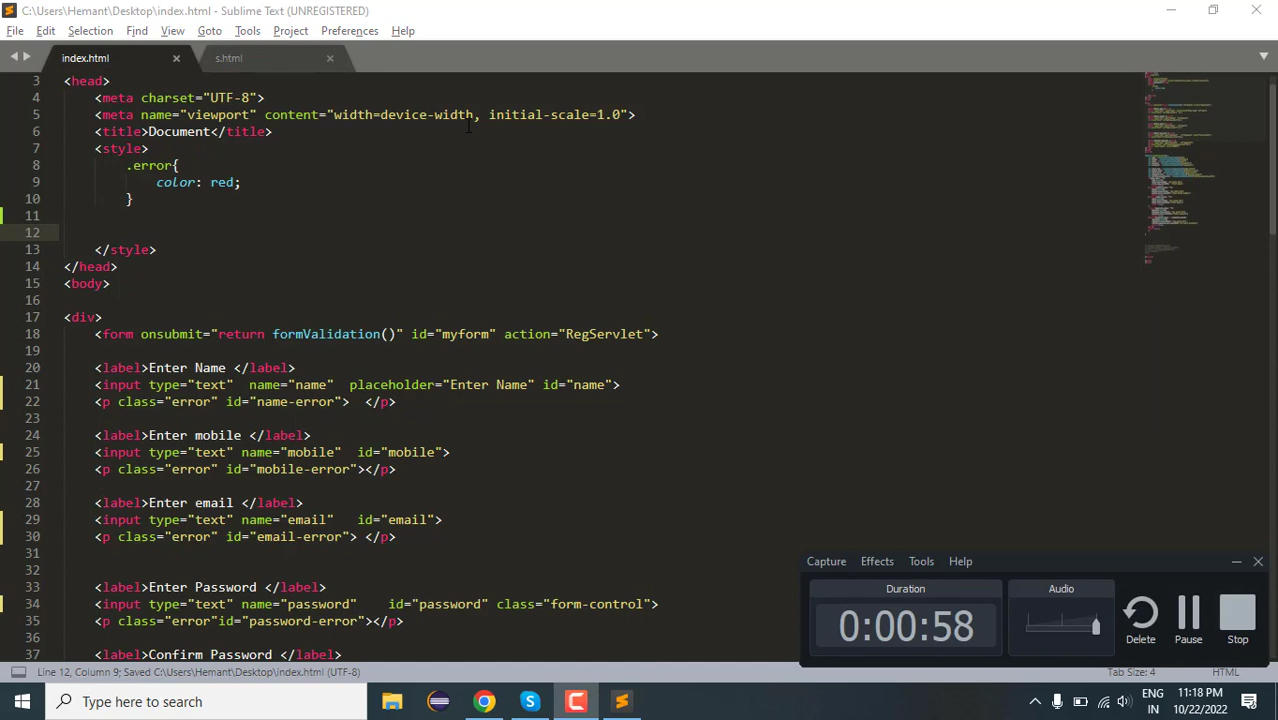 C:\Users\Hemant\Desktop\index.html - Sublime Text (UNREGISTERED)
File Edit Selection Find View Goto Tools Project Preferences Help
index.html s.html
3 <head>
4 <meta charset="UTF-8">
5 <meta name="viewport" content="width=device-width, initial-scale=1.0">
6 <title>Document</title>
7 <style>
8 .error{
9 color: red;
10 }
11
12
13 </style>
14 </head>
15 <body>
16
17 <div>
18 <form onsubmit="return formValidation()" id="myform" action="RegServlet">
19
20 <label>Enter Name </label>
21 <input type="text"  name="name"  placeholder="Enter Name" id="name">
22 <p class="error" id="name-error">  </p>
23
24 <label>Enter mobile </label>
25 <input type="text" name="mobile"  id="mobile">
26 <p class="error" id="mobile-error"></p>
27
28 <label>Enter email </label>
29 <input type="text" name="email"   id="email">
30 <p class="error" id="email-error"> </p>
31
32
33 <label>Enter Password </label>
34 <input type="text" name="password"    id="password" class="form-control">
35 <p class="error"id="password-error"></p>
36
37 <label>Confirm Password </label>
Capture Effects Tools Help
Duration Audio
0:00:58
Delete Pause Stop
Line 12, Column 9; Saved C:\Users\Hemant\Desktop\index.html (UTF-8) Tab Size: 4 HTML
Type here to search
ENG 11:18 PM
IN 10/22/2022